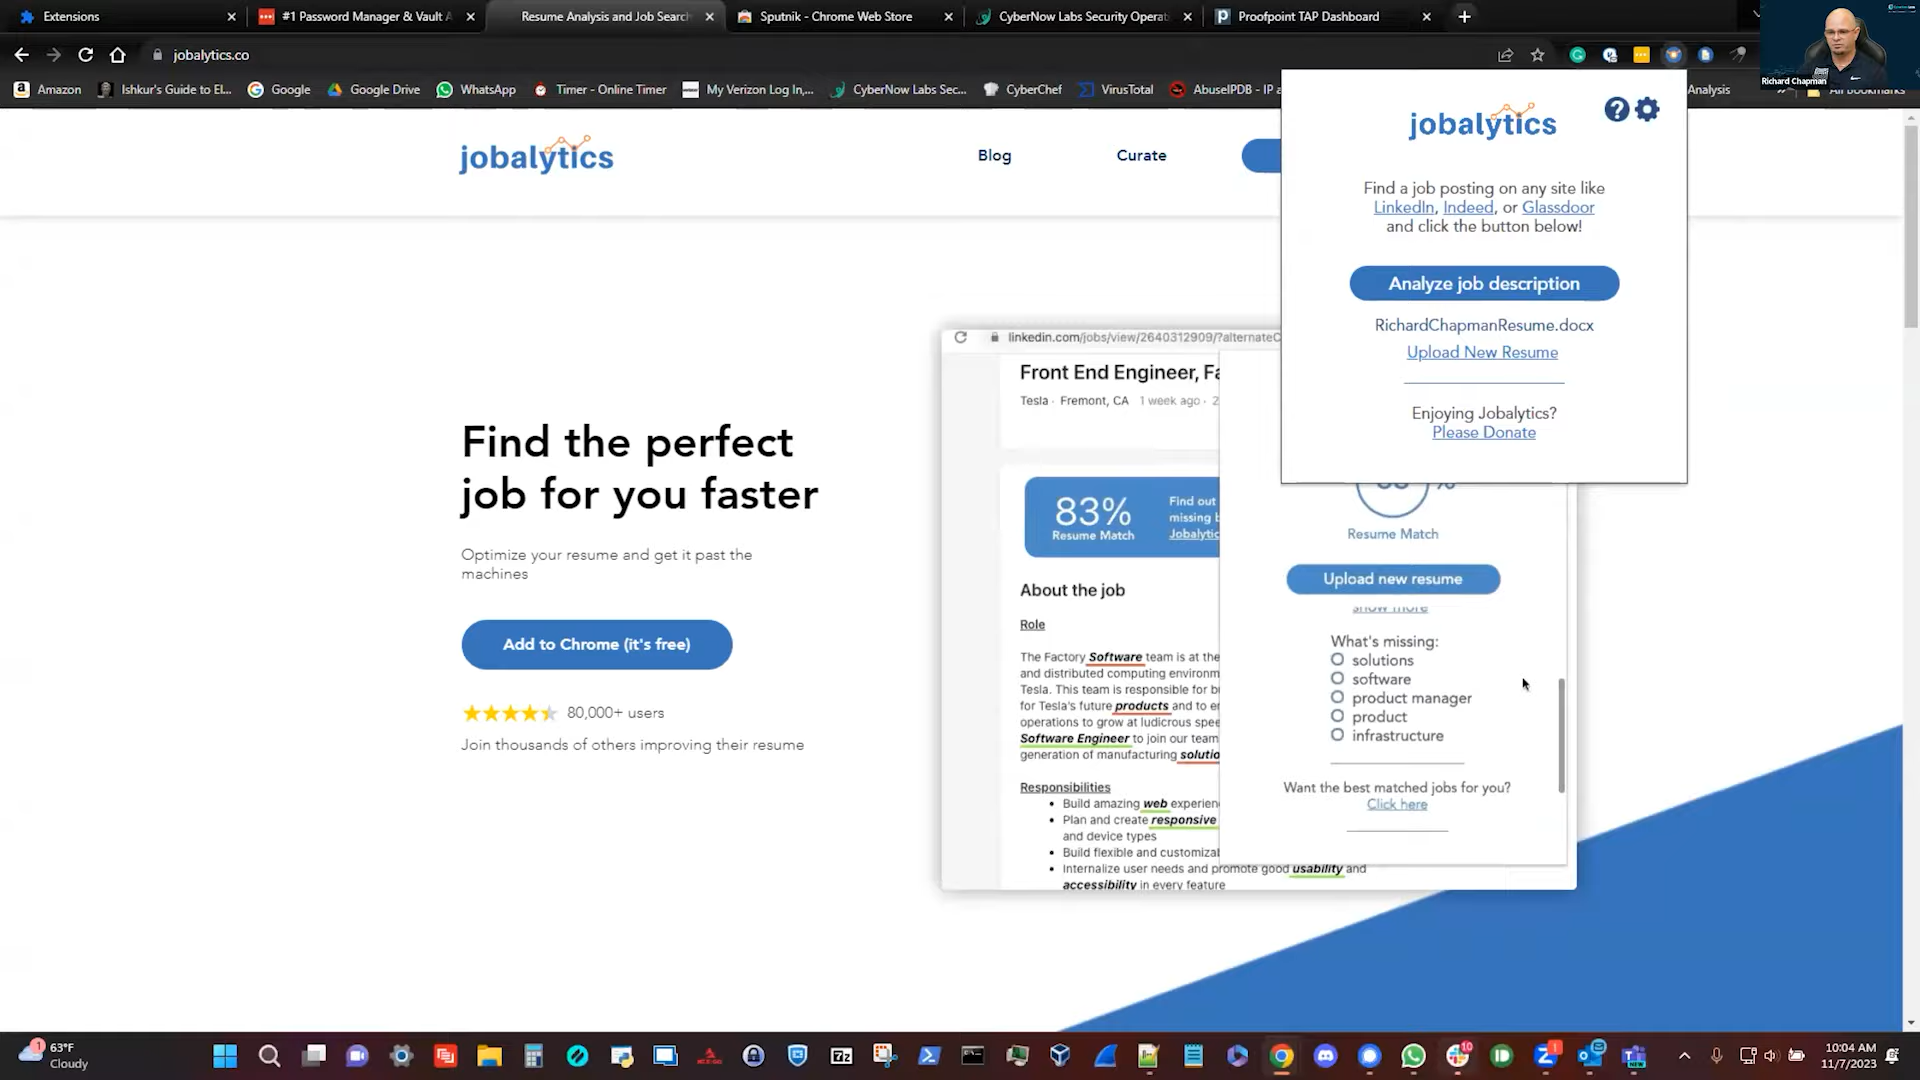 Extensions
#1 Password Manager & Vault A
Resume Analysis and Job Search
Sputnik - Chrome Web Store
CyberNow Labs Security Operat
Proofpoint TAP Dashboard
jobalytics.co
Richard Chapman
Amazon
Ishkur's Guide to El...
Google
Google Drive
WhatsApp
Timer - Online Timer
My Verizon Log In,...
CyberNow Labs Sec...
CyberChef
VirusTotal
AbuseIPDB - IP a
Analysis
All Bookmarks
jobalytics
Blog
Curate
jobalytics
Find a job posting on any site like
LinkedIn, Indeed, or Glassdoor
and click the button below!
Analyze job description
RichardChapmanResume.docx
Upload New Resume
Enjoying Jobalytics?
Please Donate
Find the perfect
job for you faster
Optimize your resume and get it past the
machines
Add to Chrome (it's free)
80,000+ users
Join thousands of others improving their resume
linkedin.com/jobs/view/2640312909/?alternateC
Front End Engineer, Fa
Tesla · Fremont, CA 1 week ago · 2
83%
Resume Match
Find out
missing b
Jobalytic
About the job
Role
The Factory Software team is at the
and distributed computing environm
Tesla. This team is responsible for bu
for Tesla's future products and to en
operations to grow at ludicrous spee
Software Engineer to join our team
generation of manufacturing solutio
Responsibilities
Build amazing web experien
Plan and create responsive
and device types
Build flexible and customizal
Internalize user needs and promote good usability and
accessibility in every feature
%
Resume Match
Upload new resume
show more
What's missing:
solutions
software
product manager
product
infrastructure
Want the best matched jobs for you?
Click here
1
63°F
Cloudy
7z
10
1
NEW
10:04 AM
11/7/2023